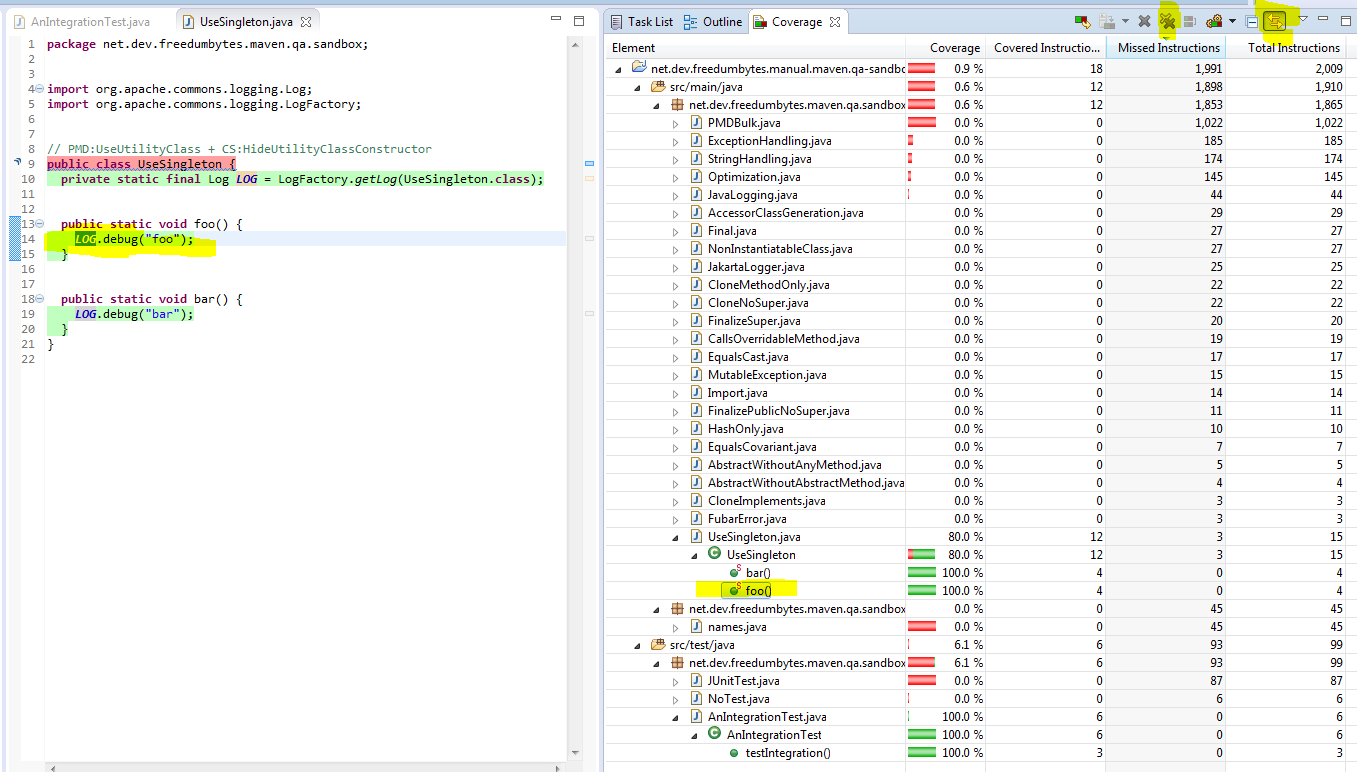 AnIntegrationTest.java
UseSingleton.java
1 package net.dev.freedumbytes.maven.qa.sandbox;
2
3
4 import org.apache.commons.logging.Log;
5 import org.apache.commons.logging.LogFactory;
6
7
8 // PMD:UseUtilityClass + CS:HideUtilityClassConstructor
9 public class UseSingleton {
10 private static final Log LOG = LogFactory.getLog(UseSingleton.class);
11
12
13 public static void foo() {
14 LOG.debug("foo");
15 }
16
17
18 public static void bar() {
19 LOG.debug("bar");
20 }
21 }
22
Task List Outline Coverage
Element Coverage Covered Instructio... Missed Instructions Total Instructions
net.dev.freedumbytes.manual.maven.qa-sandbo 0.9 % 18 1,991 2,009
src/main/java 0.6 % 12 1,898 1,910
net.dev.freedumbytes.maven.qa.sandbox 0.6 % 12 1,853 1,865
PMDBulk.java 0.0 % 0 1,022 1,022
ExceptionHandling.java 0.0 % 0 185 185
StringHandling.java 0.0 % 0 174 174
Optimization.java 0.0 % 0 145 145
JavaLogging.java 0.0 % 0 44 44
AccessorClassGeneration.java 0.0 % 0 29 29
Final.java 0.0 % 0 27 27
NonInstantiatableClass.java 0.0 % 0 27 27
JakartaLogger.java 0.0 % 0 25 25
CloneMethodOnly.java 0.0 % 0 22 22
CloneNoSuper.java 0.0 % 0 22 22
FinalizeSuper.java 0.0 % 0 20 20
CallsOverridableMethod.java 0.0 % 0 19 19
EqualsCast.java 0.0 % 0 17 17
MutableException.java 0.0 % 0 15 15
Import.java 0.0 % 0 14 14
FinalizePublicNoSuper.java 0.0 % 0 11 11
HashOnly.java 0.0 % 0 10 10
EqualsCovariant.java 0.0 % 0 7 7
AbstractWithoutAnyMethod.java 0.0 % 0 5 5
AbstractWithoutAbstractMethod.java 0.0 % 0 4 4
CloneImplements.java 0.0 % 0 3 3
FubarError.java 0.0 % 0 3 3
UseSingleton.java 80.0 % 12 3 15
UseSingleton 80.0 % 12 3 15
bar() 100.0 % 4 0 4
foo() 100.0 % 4 0 4
net.dev.freedumbytes.maven.qa.sandbox 0.0 % 0 45 45
names.java 0.0 % 0 45 45
src/test/java 6.1 % 6 93 99
net.dev.freedumbytes.maven.qa.sandbox 6.1 % 6 93 99
JUnitTest.java 0.0 % 0 87 87
NoTest.java 0.0 % 0 6 6
AnIntegrationTest.java 100.0 % 6 0 6
AnIntegrationTest 100.0 % 6 0 6
testIntegration() 100.0 % 3 0 3